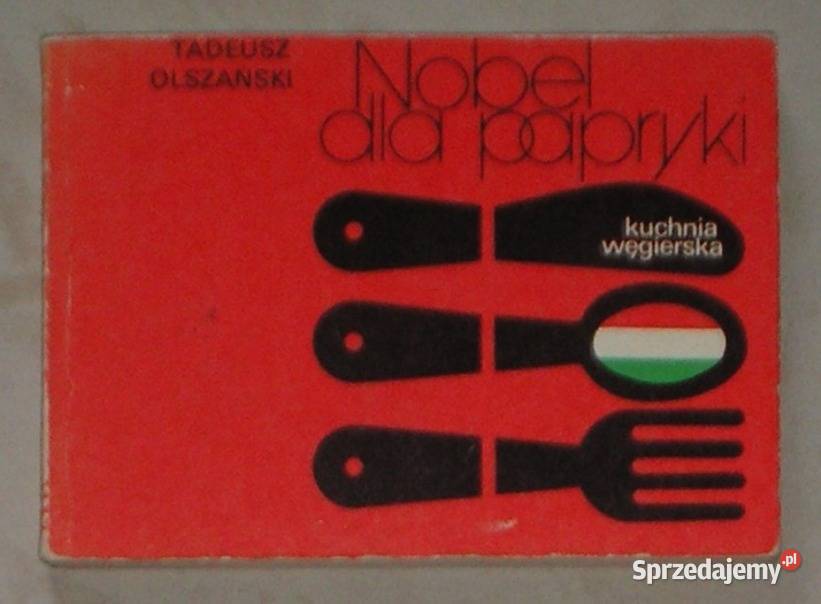 TADEUSZ
OLSZAŃSKI
Nobel
dla papryki
kuchnia
węgierska
Sprzedajemy.pl